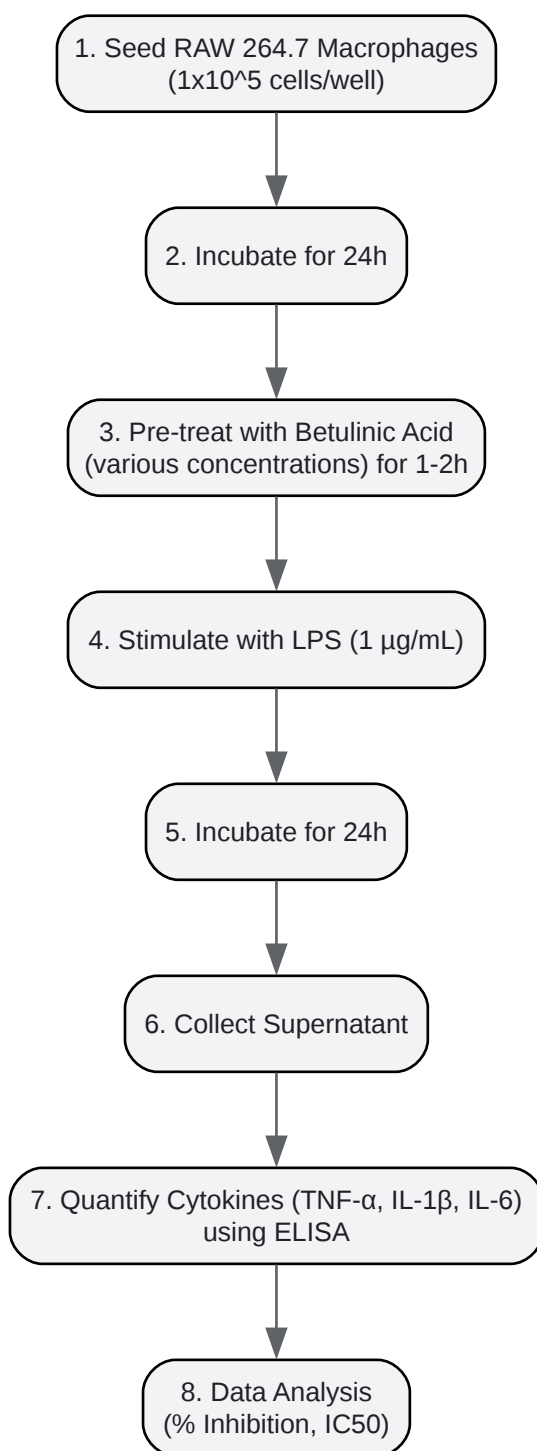 1. Seed RAW 264.7 Macrophages
(1x10^5 cells/well)
2. Incubate for 24h
3. Pre-treat with Betulinic Acid
(various concentrations) for 1-2h
4. Stimulate with LPS (1 µg/mL)
5. Incubate for 24h
6. Collect Supernatant
7. Quantify Cytokines (TNF-α, IL-1β, IL-6)
using ELISA
8. Data Analysis
(% Inhibition, IC50)